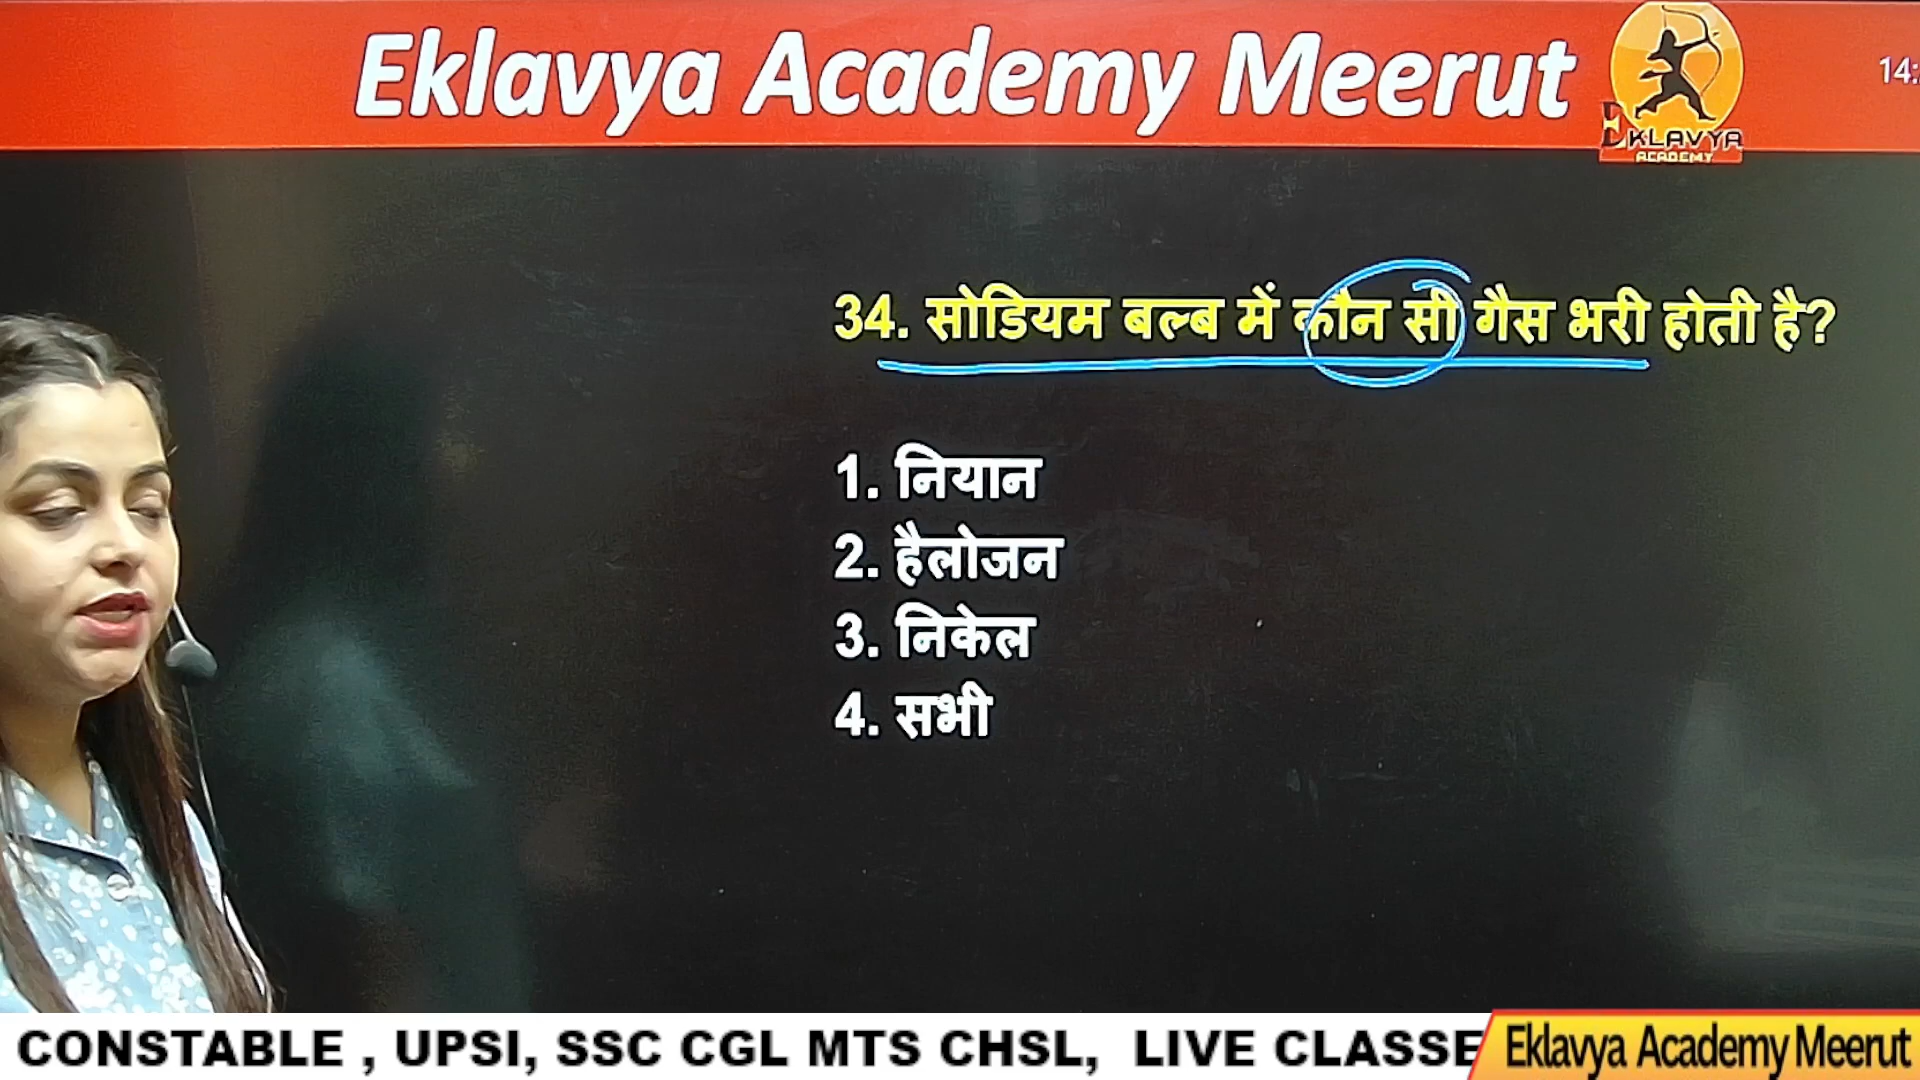 Eklavya Academy Meerut
EKLAVYA
ACADEMY
14:
34. सोडियम बल्ब में कौन सी गैस भरी होती है?
1. नियान
2. हैलोजन
3. निकेल
4. सभी
CONSTABLE , UPSI, SSC CGL MTS CHSL, LIVE CLASSE
Eklavya Academy Meerut